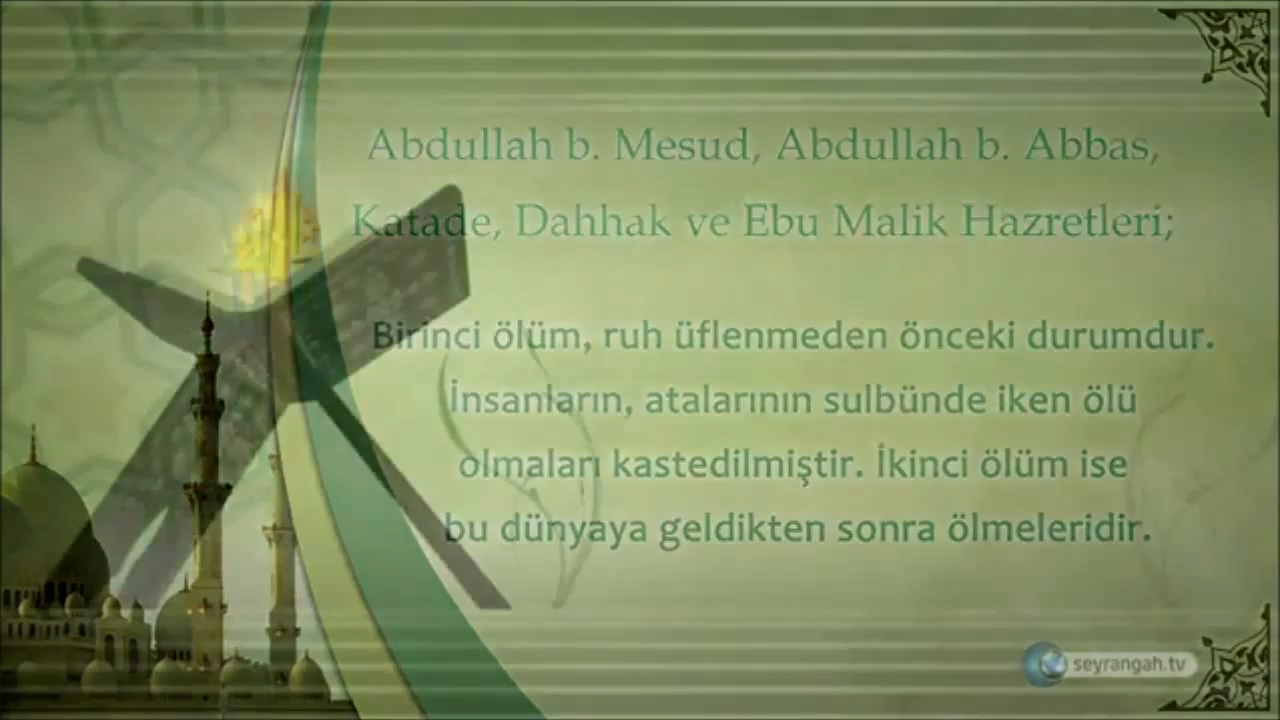 Abdullah b. Mesud, Abdullah b. Abbas,
Katade, Dahhak ve Ebu Malik Hazretleri;
Birinci ölüm, ruh üflenmeden önceki durumdur.
İnsanların, atalarının sulbünde iken ölü
olmaları kastedilmiştir. İkinci ölüm ise
bu dünyaya geldikten sonra ölmeleridir.
seyrangah.tv